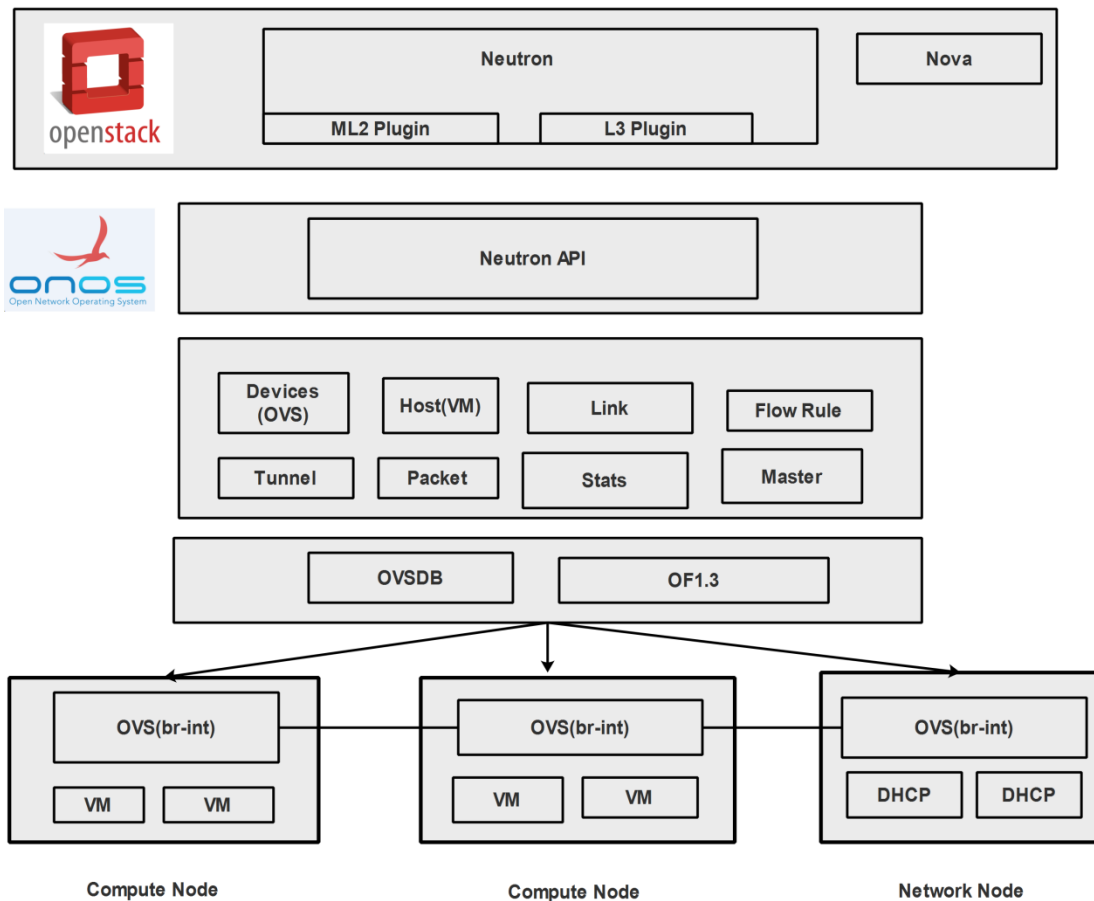 Neutron
Nova
openstack
ML2 Plugin
L3 Plugin
Neutron API
onos
Open Network Operating System
Devices
(OVS)
Host(VM)
Link
Flow Rule
Tunnel
Packet
Stats
Master
OVSDB
OF1.3
OVS(br-int)
OVS(br-int)
OVS(br-int)
VM
VM
VM
VM
DHCP
DHCP
Compute Node
Compute Node
Network Node